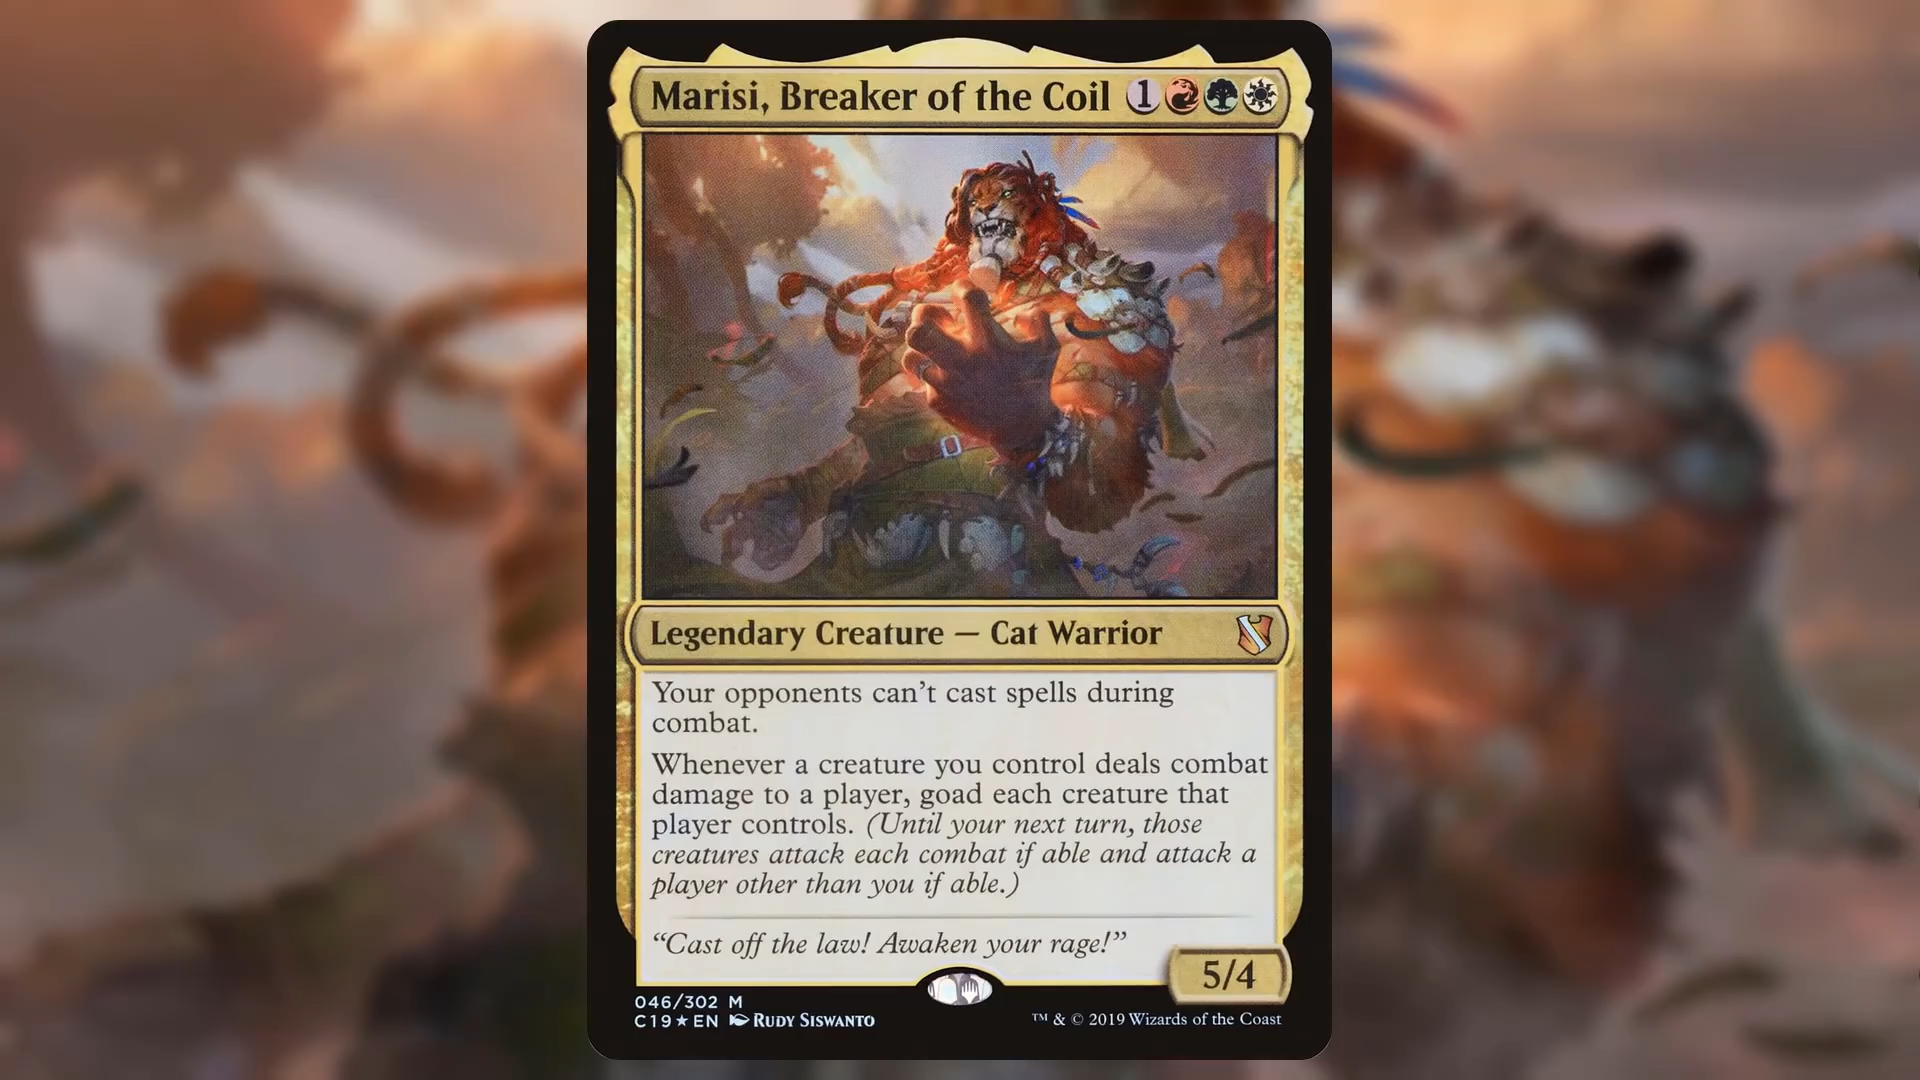 Marisi, Breaker of the Coil 1
Legendary Creature — Cat Warrior
Your opponents can't cast spells during
combat.
Whenever a creature you control deals combat
damage to a player, goad each creature that
player controls. (Until your next turn, those
creatures attack each combat if able and attack a
player other than you if able.)
“Cast off the law! Awaken your rage!”
5/4
046/302 M
C19★EN Rudy Siswanto
™ & © 2019 Wizards of the Coast